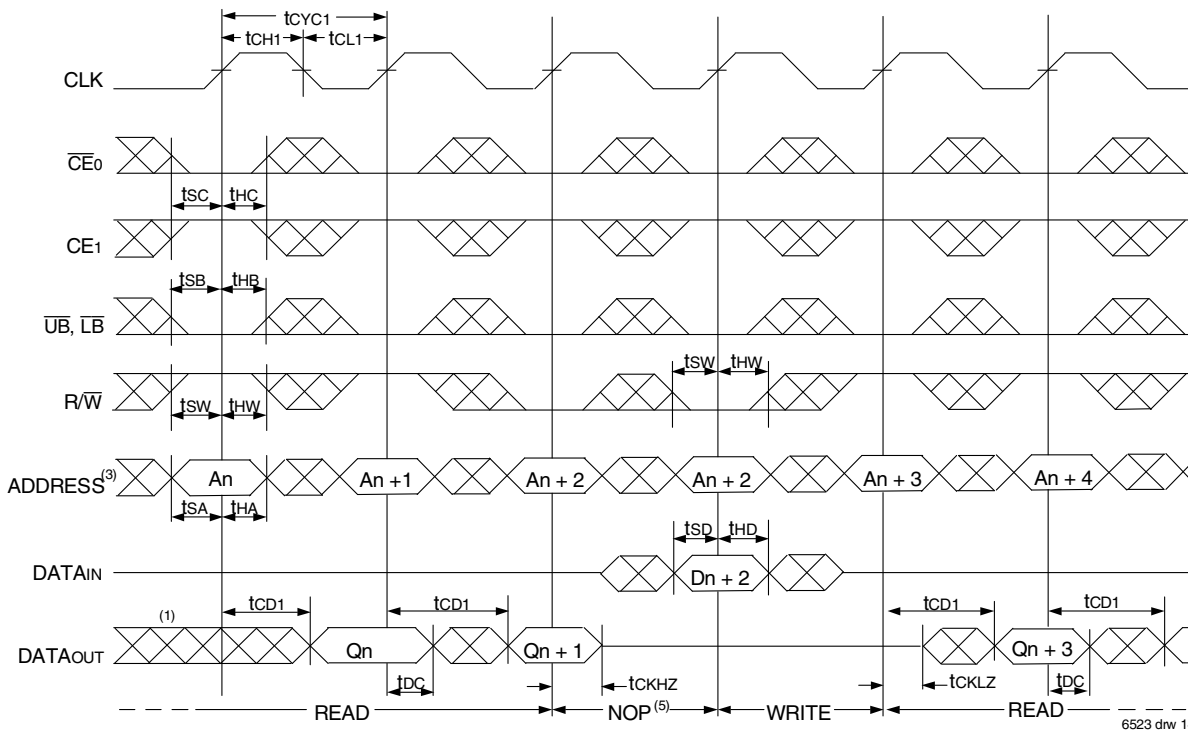 tCYC1
tCH1 tCL1
CLK
CE0
tSC tHC
CE1
tSB tHB
UB, LB
tSW tHW
R/W
tSW tHW
ADDRESS(3) An An +1 An + 2 An + 2 An + 3 An + 4
tSA tHA
tSD tHD
DATAIN Dn + 2
tCD1 tCD1 tCD1 tCD1
(1)
DATAOUT Qn Qn + 1 Qn + 3
tDC tCKHZ tCKLZ tDC
READ NOP(5) WRITE READ
6523 drw 1